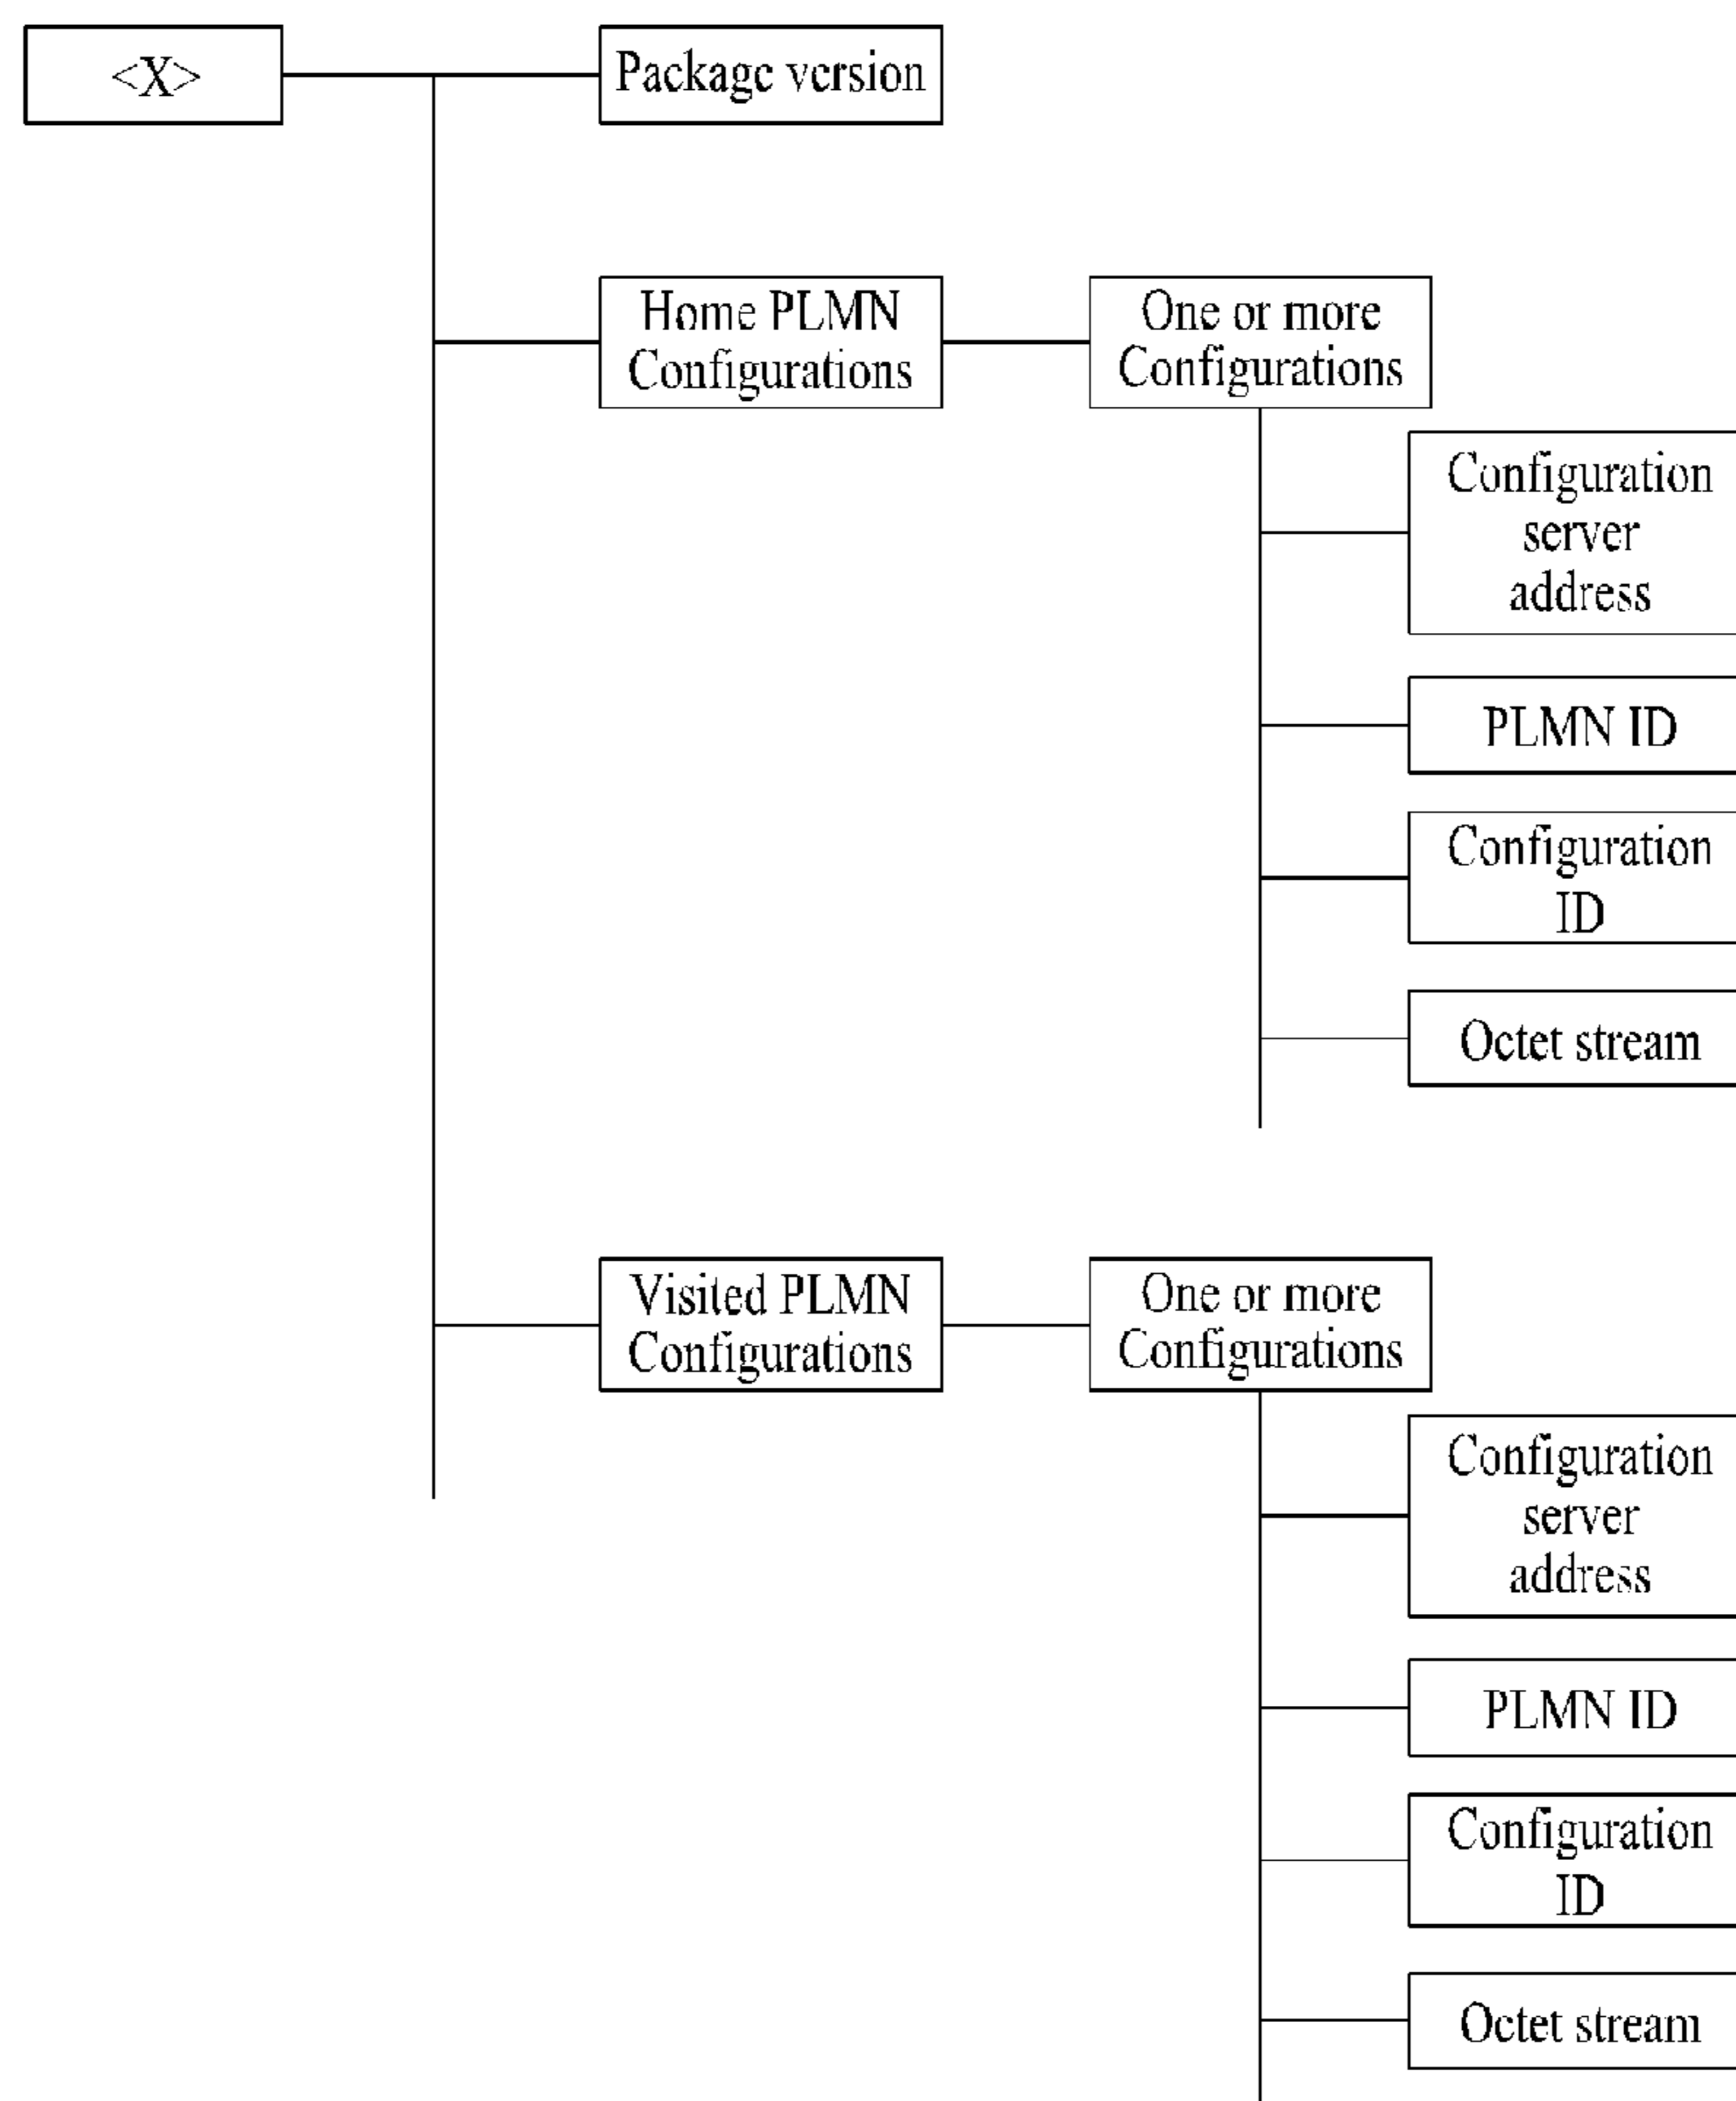 <X>
Package version
Home PLMN
Configurations
One or more
Configurations
Configuration
server
address
PLMN ID
Configuration
ID
Octet stream
Visited PLMN
Configurations
One or more
Configurations
Configuration
server
address
PLMN ID
Configuration
ID
Octet stream